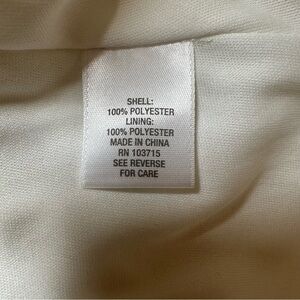 SHELL:
100% POLYESTER
LINING:
100% POLYESTER
MADE IN CHINA
RN 103715
SEE REVERSE
FOR CARE